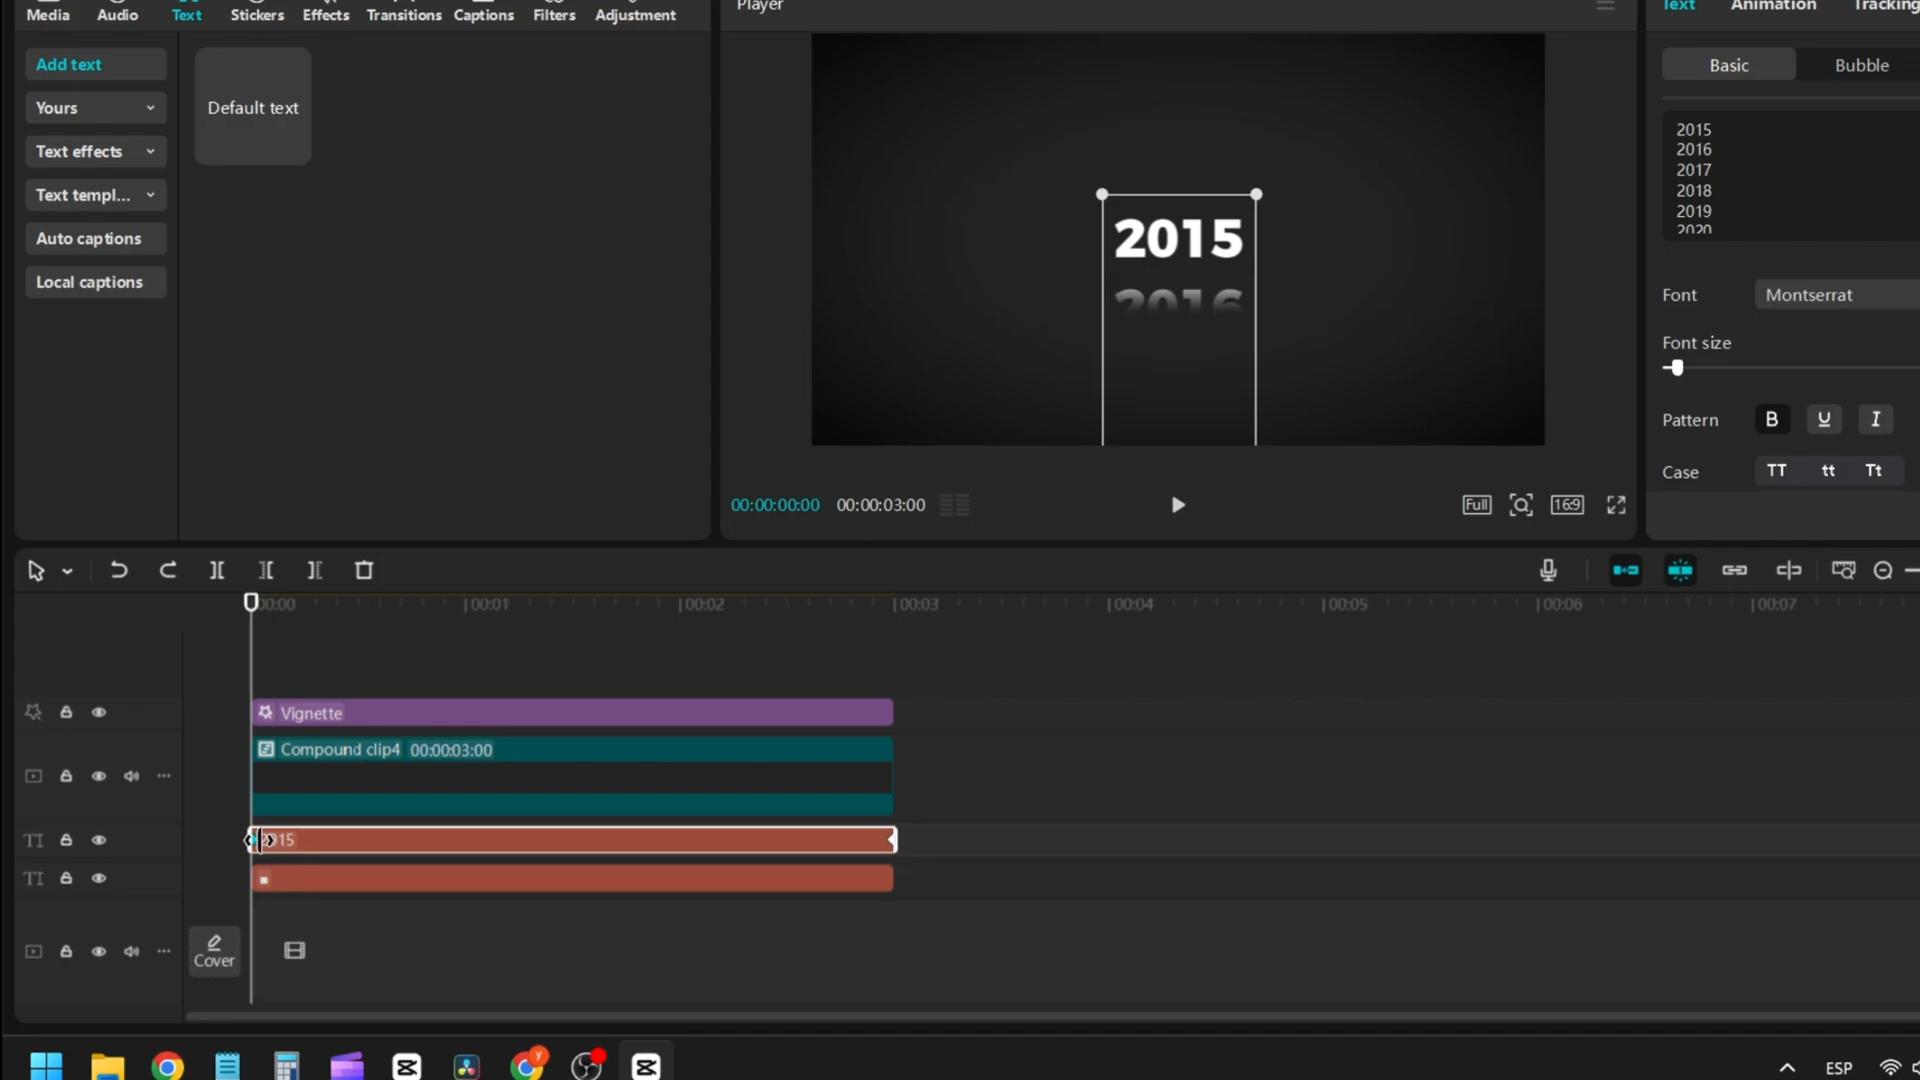 Media Audio Text Stickers Effects Transitions Captions Filters Adjustment
Player
Text Animation Tracking
Add text
Yours
Text effects
Text templ...
Auto captions
Local captions
Default text
2015
2016
Basic Bubble
2015
2016
2017
2018
2019
2020
Font Montserrat
Font size
Pattern B U I
Case TT tt Tt
00:00:00:00 00:00:03:00
Full 16:9
00:00 00:01 00:02 00:03 00:04 00:05 00:06 00:07
Vignette
Compound clip4 00:00:03:00
TI 2015
TI
Cover
ESP